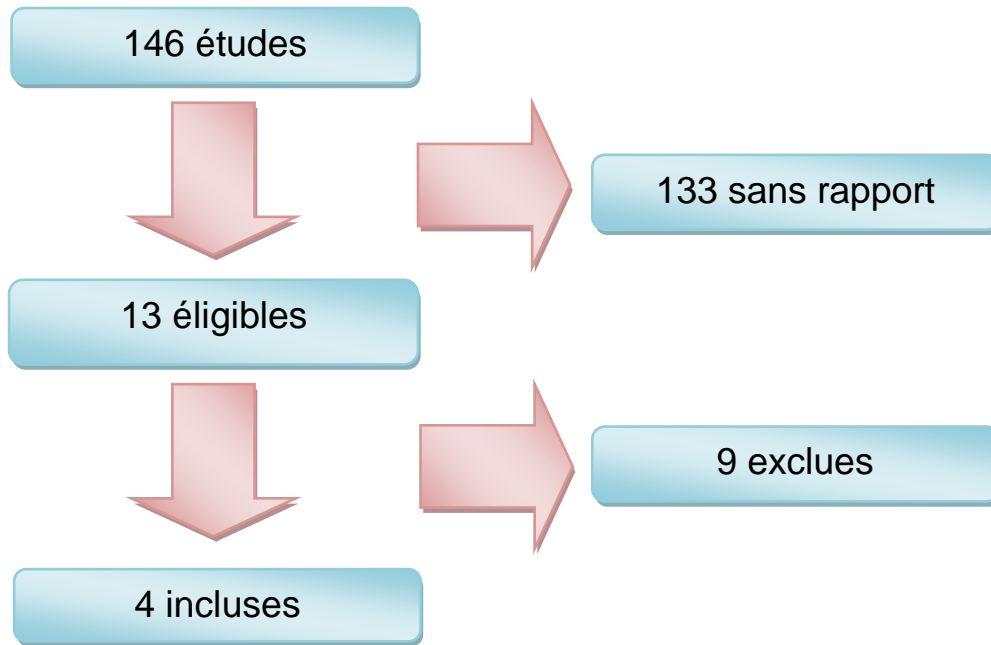 146 études
133 sans rapport
13 éligibles
9 exclues
4 incluses